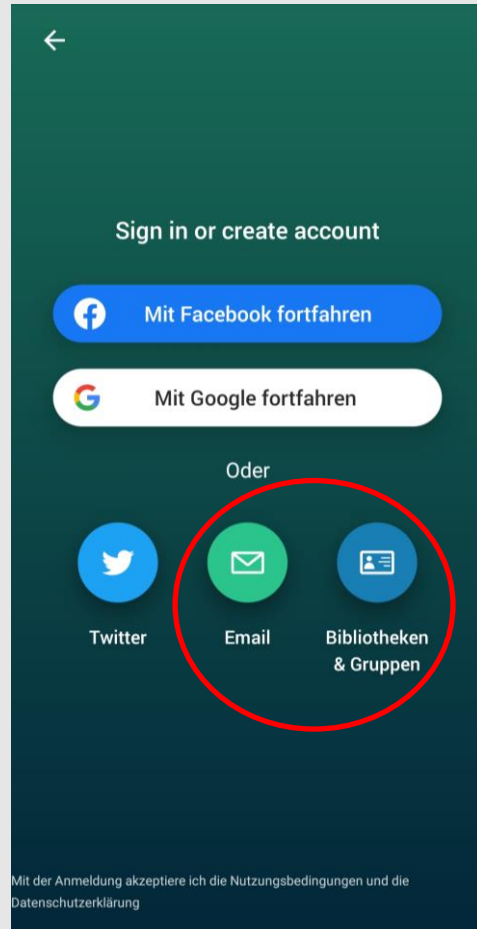 Sign in or create account
Mit Facebook fortfahren
Mit Google fortfahren
Oder
Twitter
Email
Bibliotheken
& Gruppen
Mit der Anmeldung akzeptiere ich die Nutzungsbedingungen und die
Datenschutzerklärung